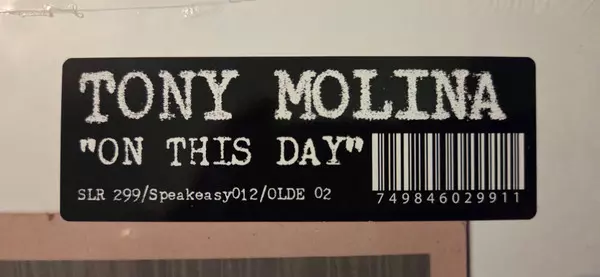 TONY MOLINA
"ON THIS DAY"
SLR 299/Speakeasy012/OLDE 02
749846029911